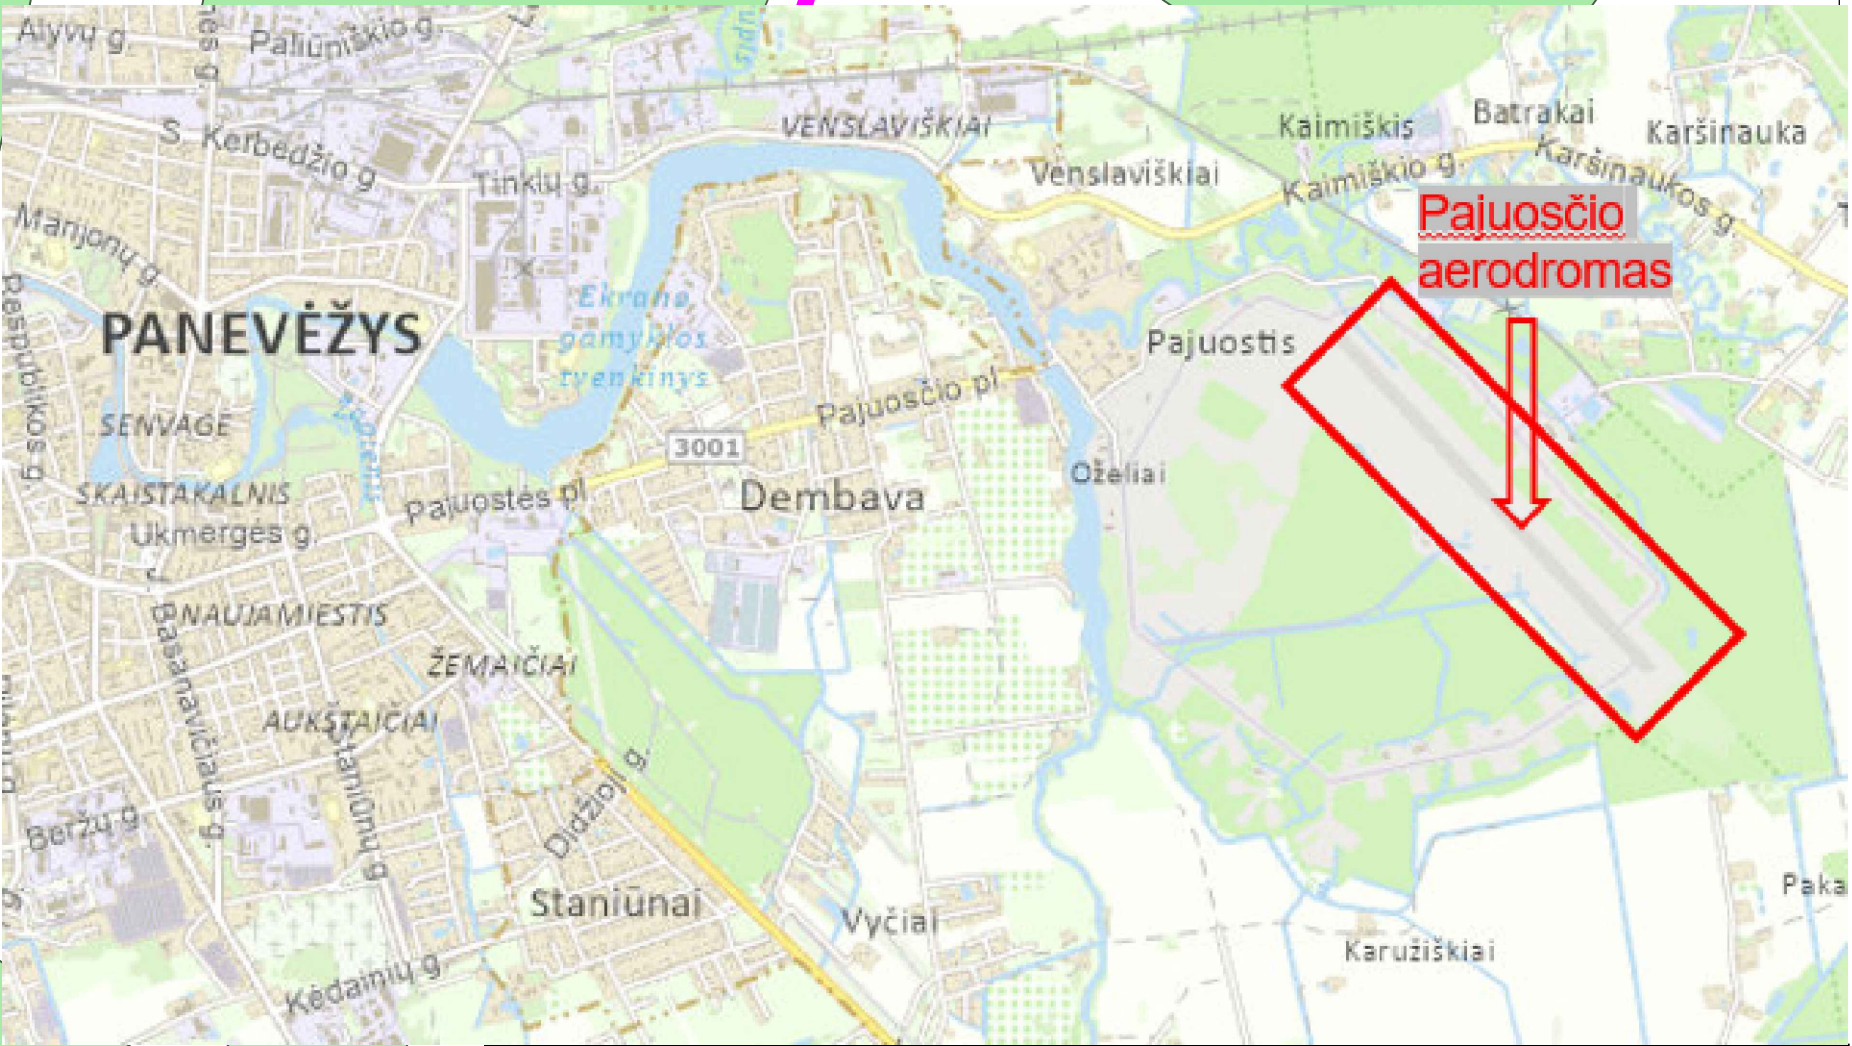 Alyvų g.
Paliūniškio g.
S. Kerbedžio g.
Tinklų g.
VENSLAVIŠKIAI
Venslaviškiai
Kaimiškis
Batrakai
Karšinauka
Kaimiškio g.
Karšinaukos g.
Pajuosčio
aerodromas
Marijonų g.
Respublikos g.
PANEVĖŽYS
Ekrano
gamyklos
tvenkinys
Pajuostis
SENVAGĖ
Pajuosčio pl
3001
Oželiai
SKAISTAKALNIS
Pajuostės pl
Dembava
Ukmergės g.
J. Basanavičiaus g.
NAUJAMIESTIS
ŽEMAIČIAI
AUKŠTAIČIAI
Staniūnų g.
Didžioji g.
Beržų g.
Staniūnai
Vyčiai
Karužiškiai
Paka
Kėdainių g.